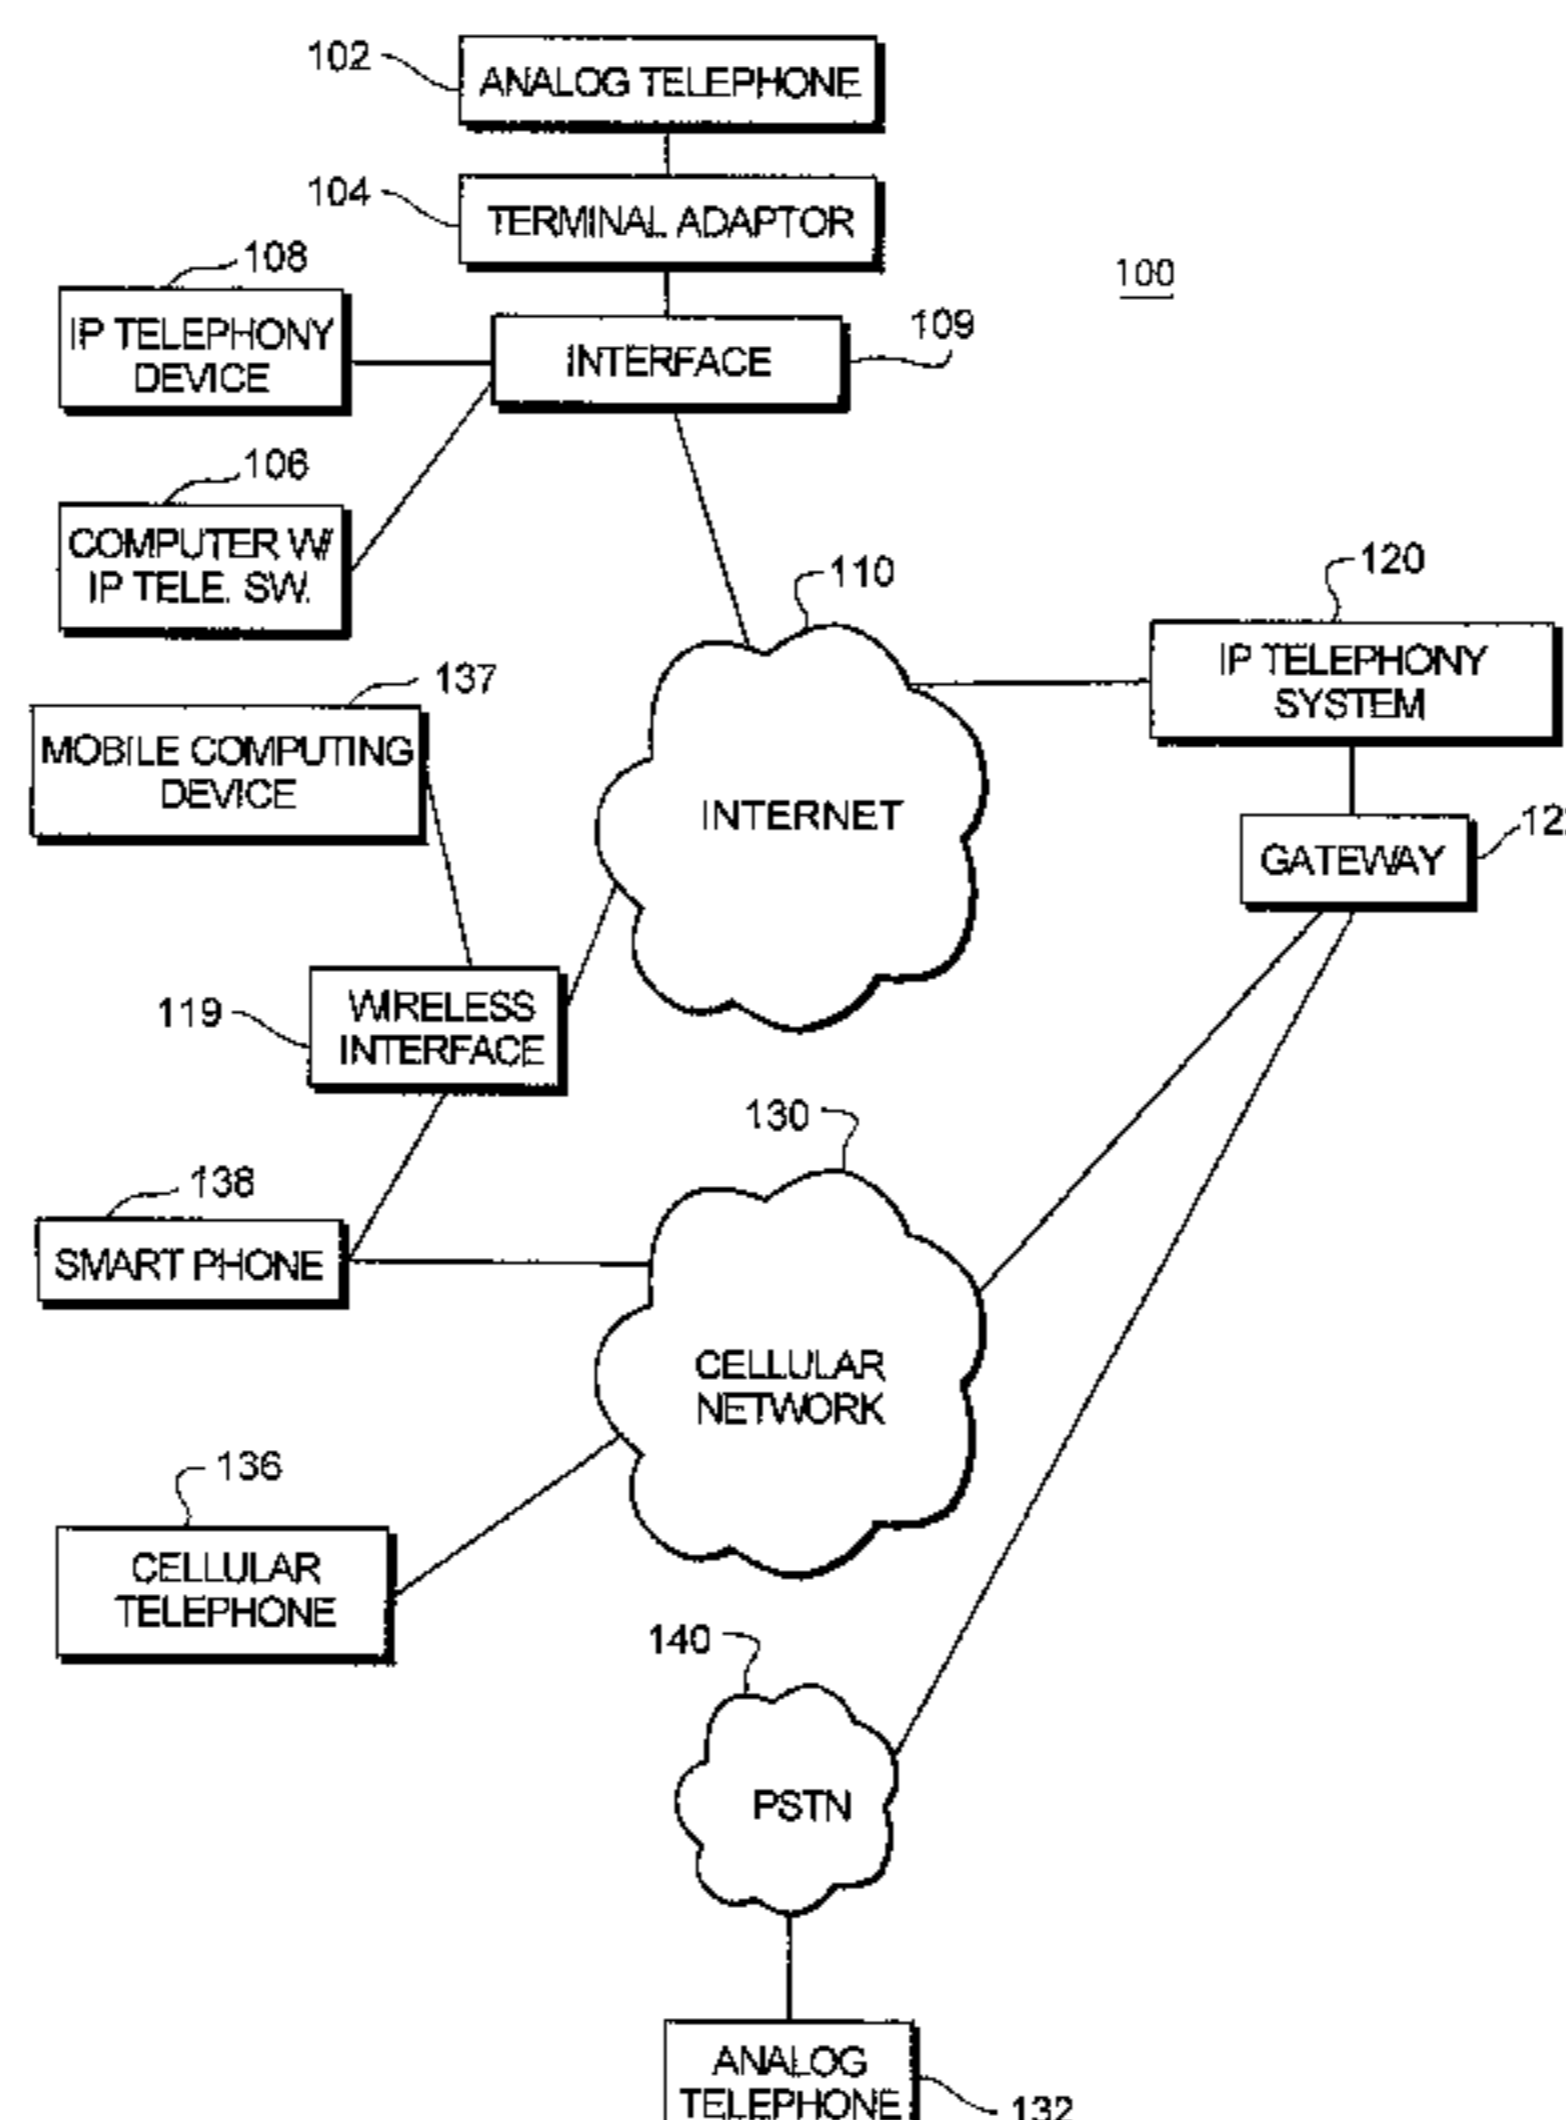 102
ANALOG TELEPHONE
104
TERMINAL ADAPTOR
100
108
IP TELEPHONY
DEVICE
109
INTERFACE
106
COMPUTER W/
IP TELE. SW.
110
INTERNET
120
IP TELEPHONY
SYSTEM
137
MOBILE COMPUTING
DEVICE
GATEWAY
119
WIRELESS
INTERFACE
130
CELLULAR
NETWORK
138
SMART PHONE
136
CELLULAR
TELEPHONE
140
PSTN
ANALOG
TELEPHONE
132